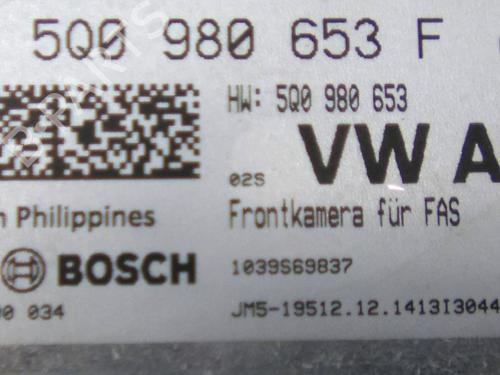 5Q0 980 653 F
HW: 5Q0 980 653
02S
VW A
Philippines
Frontkamera für FAS
BOSCH
1039S69837
034
JM5-19512.12.1413I3044